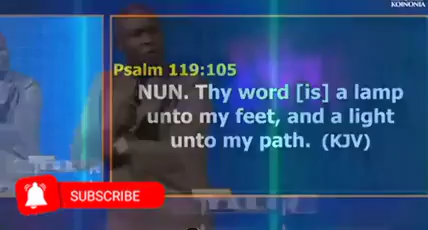 KOINONIA
Psalm 119:105
NUN. Thy word [is] a lamp
unto my feet, and a light
unto my path. (KJV)
SUBSCRIBE